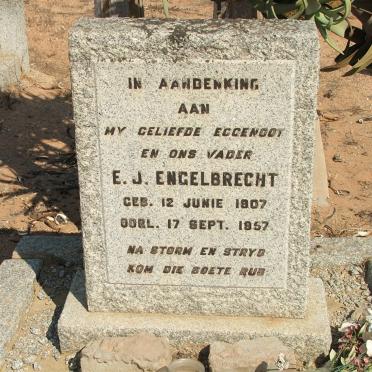 IN AANDENKING
AAN
MY GELIEFDE EGGENOOT
EN ONS VADER
E. J. ENGELBRECHT
GEB. 12 JUNIE 1907
OORL. 17 SEPT. 1957
NA STORM EN STRYD
KOM DIE SOETE RUS